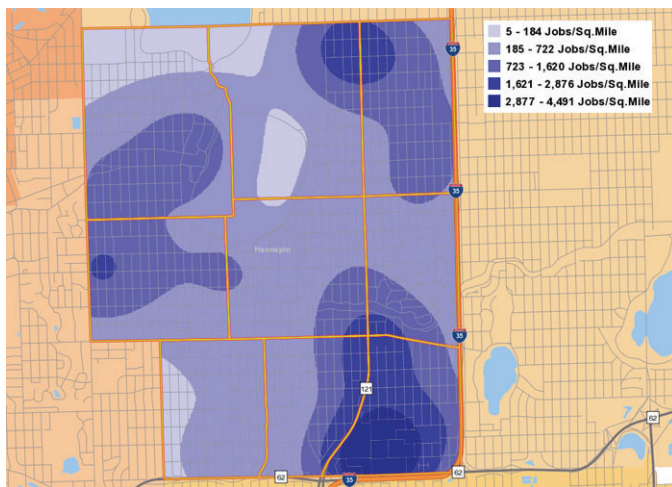 5 - 184 Jobs/Sq.Mile
185 - 722 Jobs/Sq.Mile
723 - 1,620 Jobs/Sq.Mile
1,621 - 2,876 Jobs/Sq.Mile
2,877 - 4,491 Jobs/Sq.Mile
35
35
Hennepin
35
121
7
62
62
62
35